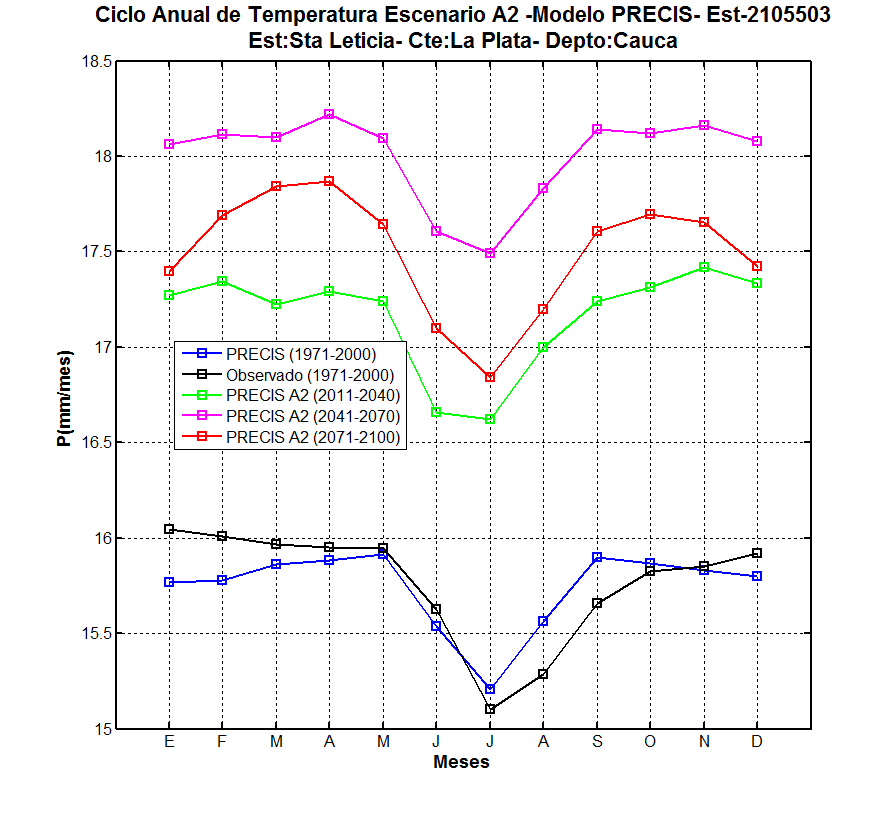 Ciclo Anual de Temperatura Escenario A2 -Modelo PRECIS- Est-2105503
Est:Sta Leticia- Cte:La Plata- Depto:Cauca
18.5
18
17.5
17
16.5
16
15.5
15
P(mm/mes)
PRECIS (1971-2000)
Observado (1971-2000)
PRECIS A2 (2011-2040)
PRECIS A2 (2041-2070)
PRECIS A2 (2071-2100)
E F M A M J J A S O N D
Meses